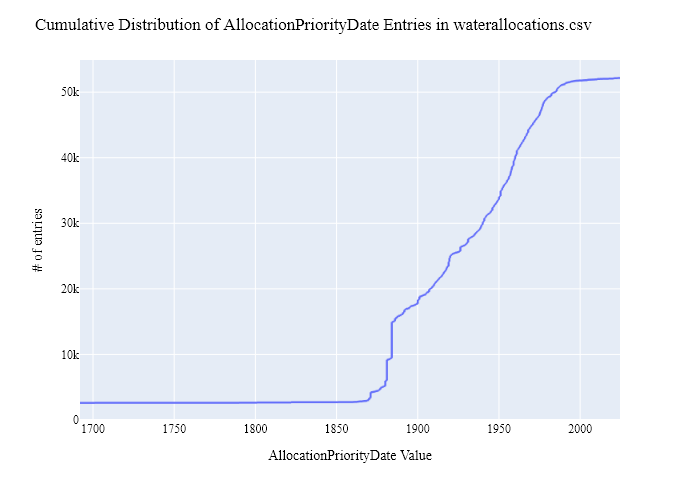 Cumulative Distribution of AllocationPriorityDate Entries in waterallocations.csv
50k
40k
30k
20k
10k
0
# of entries
1700 1750 1800 1850 1900 1950 2000
AllocationPriorityDate Value